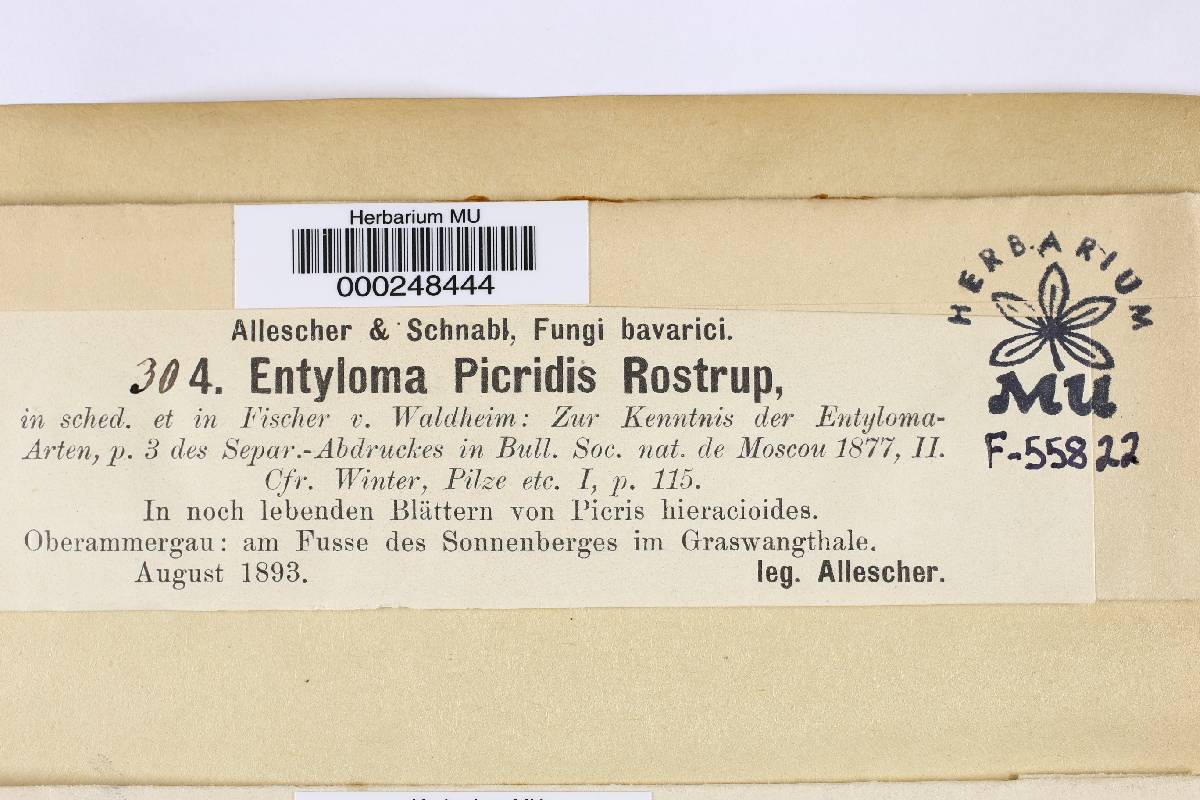 Herbarium MU
000248444
HERBARIUM
MU
F-55822
Allescher & Schnabl, Fungi bavarici.
304. Entyloma Picridis Rostrup,
in sched. et in Fischer v. Waldheim: Zur Kenntnis der Entyloma-
Arten, p. 3 des Separ.-Abdruckes in Bull. Soc. nat. de Moscou 1877, II.
Cfr. Winter, Pilze etc. I, p. 115.
In noch lebenden Blättern von Picris hieracioides.
Oberammergau: am Fusse des Sonnenberges im Graswangthale.
August 1893. leg. Allescher.